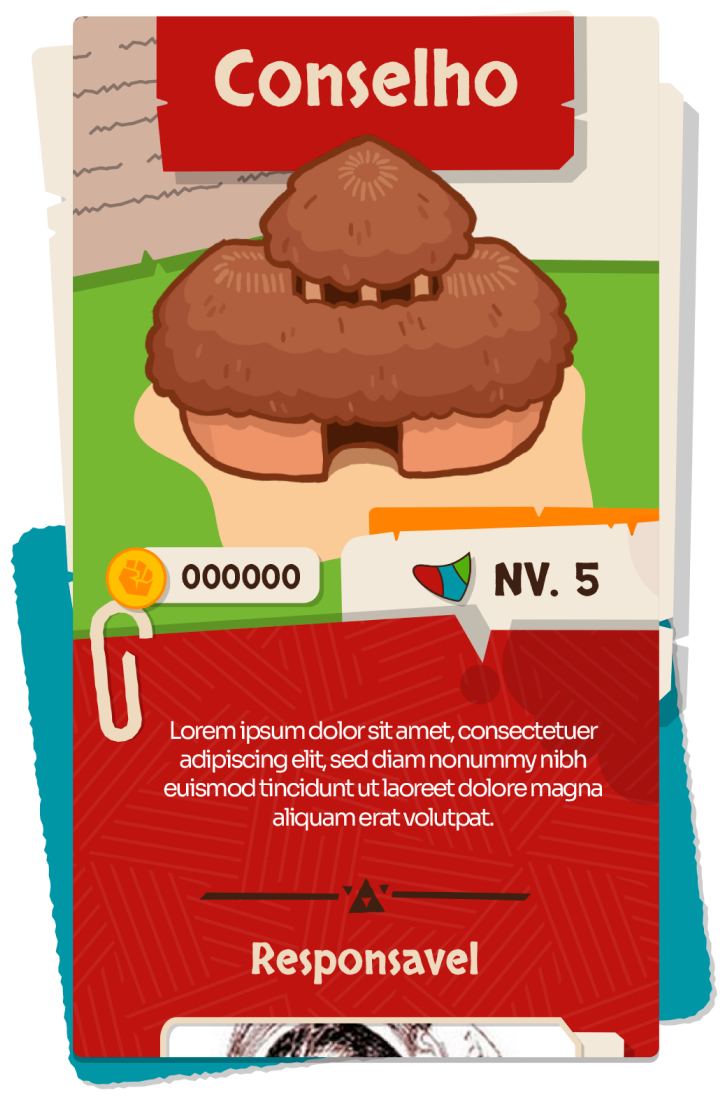 Conselho
000000
NV. 5
Lorem ipsum dolor sit amet, consectetuer
adipiscing elit, sed diam nonummy nibh
euismod tincidunt ut laoreet dolore magna
aliquam erat volutpat.
Responsavel